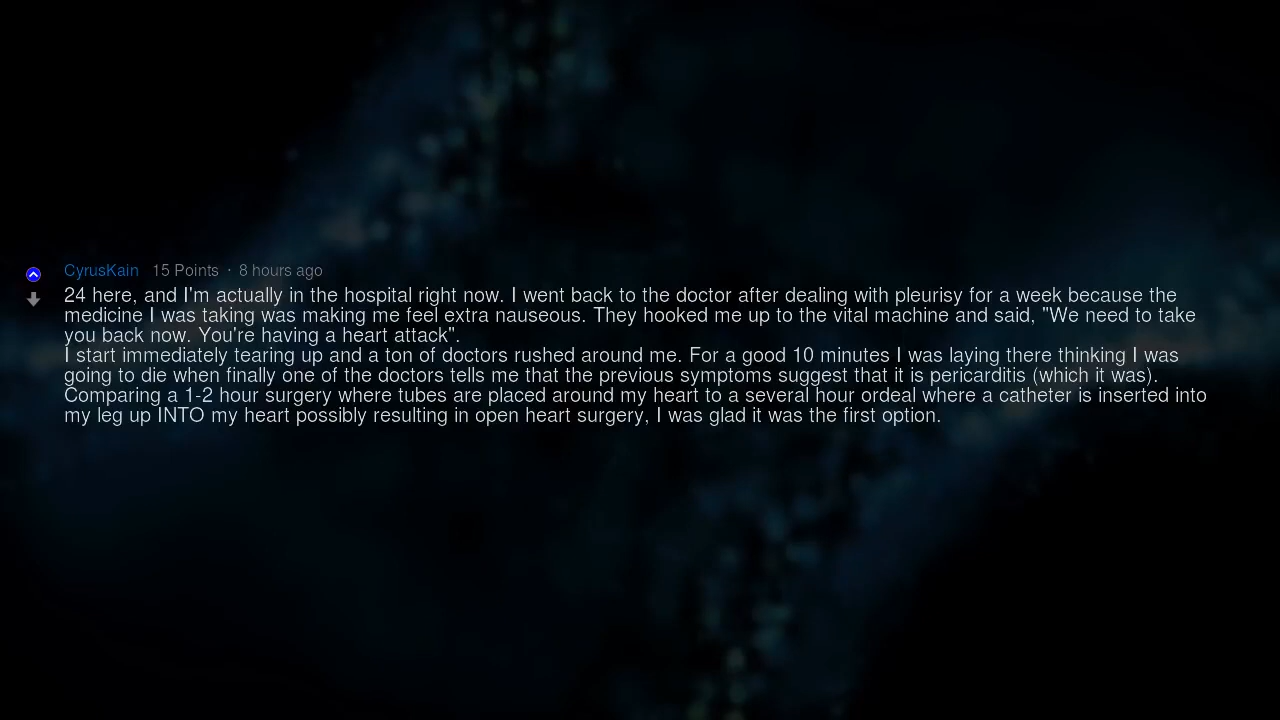 CyrusKain 15 Points · 8 hours ago
24 here, and I'm actually in the hospital right now. I went back to the doctor after dealing with pleurisy for a week because the
medicine I was taking was making me feel extra nauseous. They hooked me up to the vital machine and said, "We need to take
you back now. You're having a heart attack".
I start immediately tearing up and a ton of doctors rushed around me. For a good 10 minutes I was laying there thinking I was
going to die when finally one of the doctors tells me that the previous symptoms suggest that it is pericarditis (which it was).
Comparing a 1-2 hour surgery where tubes are placed around my heart to a several hour ordeal where a catheter is inserted into
my leg up INTO my heart possibly resulting in open heart surgery, I was glad it was the first option.